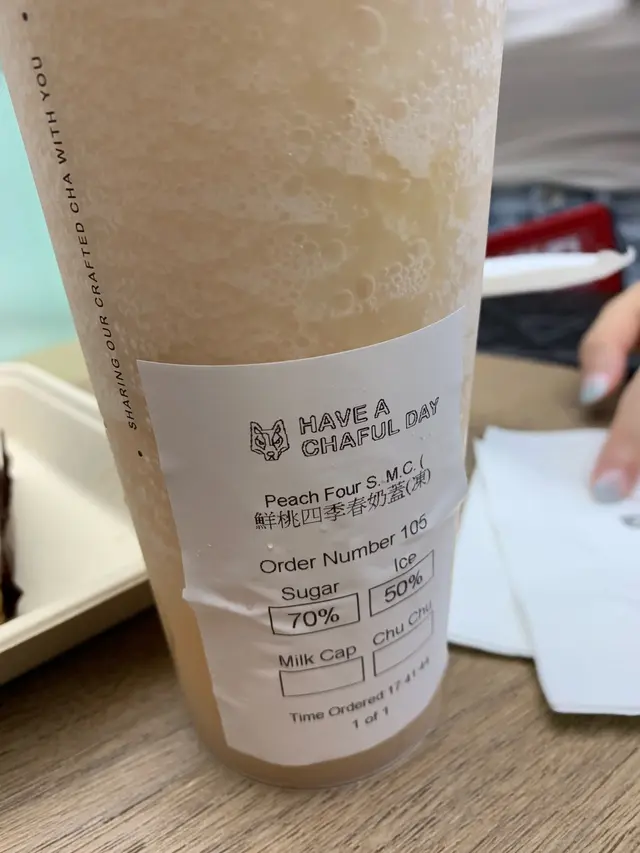 SHARING OUR CRAFTED CHA WITH YOU
HAVE A
CHAFUL DAY
Peach Four S. M.C. (
鮮桃四季春奶蓋(凍)
Order Number 105
Sugar Ice
70% 50%
Milk Cap Chu Chu
Time Ordered 17:41:44
1 of 1